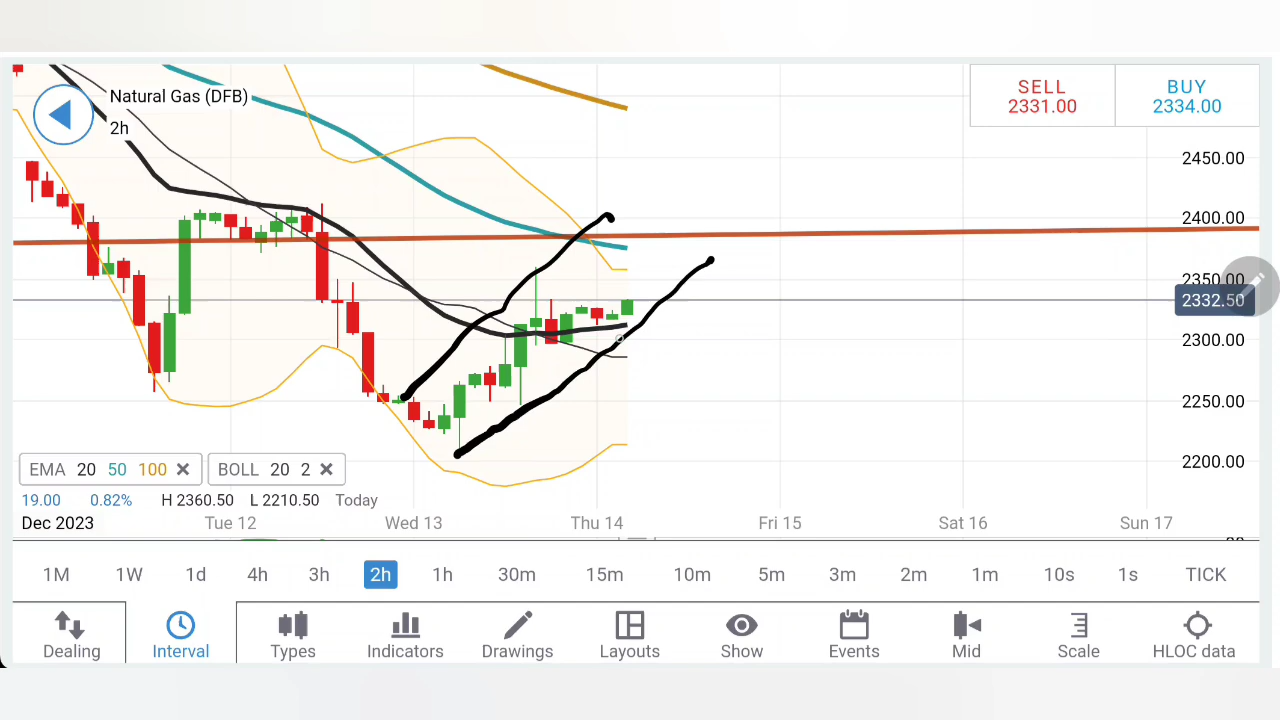 Natural Gas (DFB)
2h
SELL
2331.00
BUY
2334.00
2450.00
2400.00
2350.00
2332.50
2300.00
2250.00
2200.00
EMA 20 50 100
BOLL 20 2
19.00 0.82% H 2360.50 L 2210.50 Today
Dec 2023 Tue 12 Wed 13 Thu 14 Fri 15 Sat 16 Sun 17
1M 1W 1d 4h 3h 2h 1h 30m 15m 10m 5m 3m 2m 1m 10s 1s TICK
Dealing Interval Types Indicators Drawings Layouts Show Events Mid Scale HLOC data